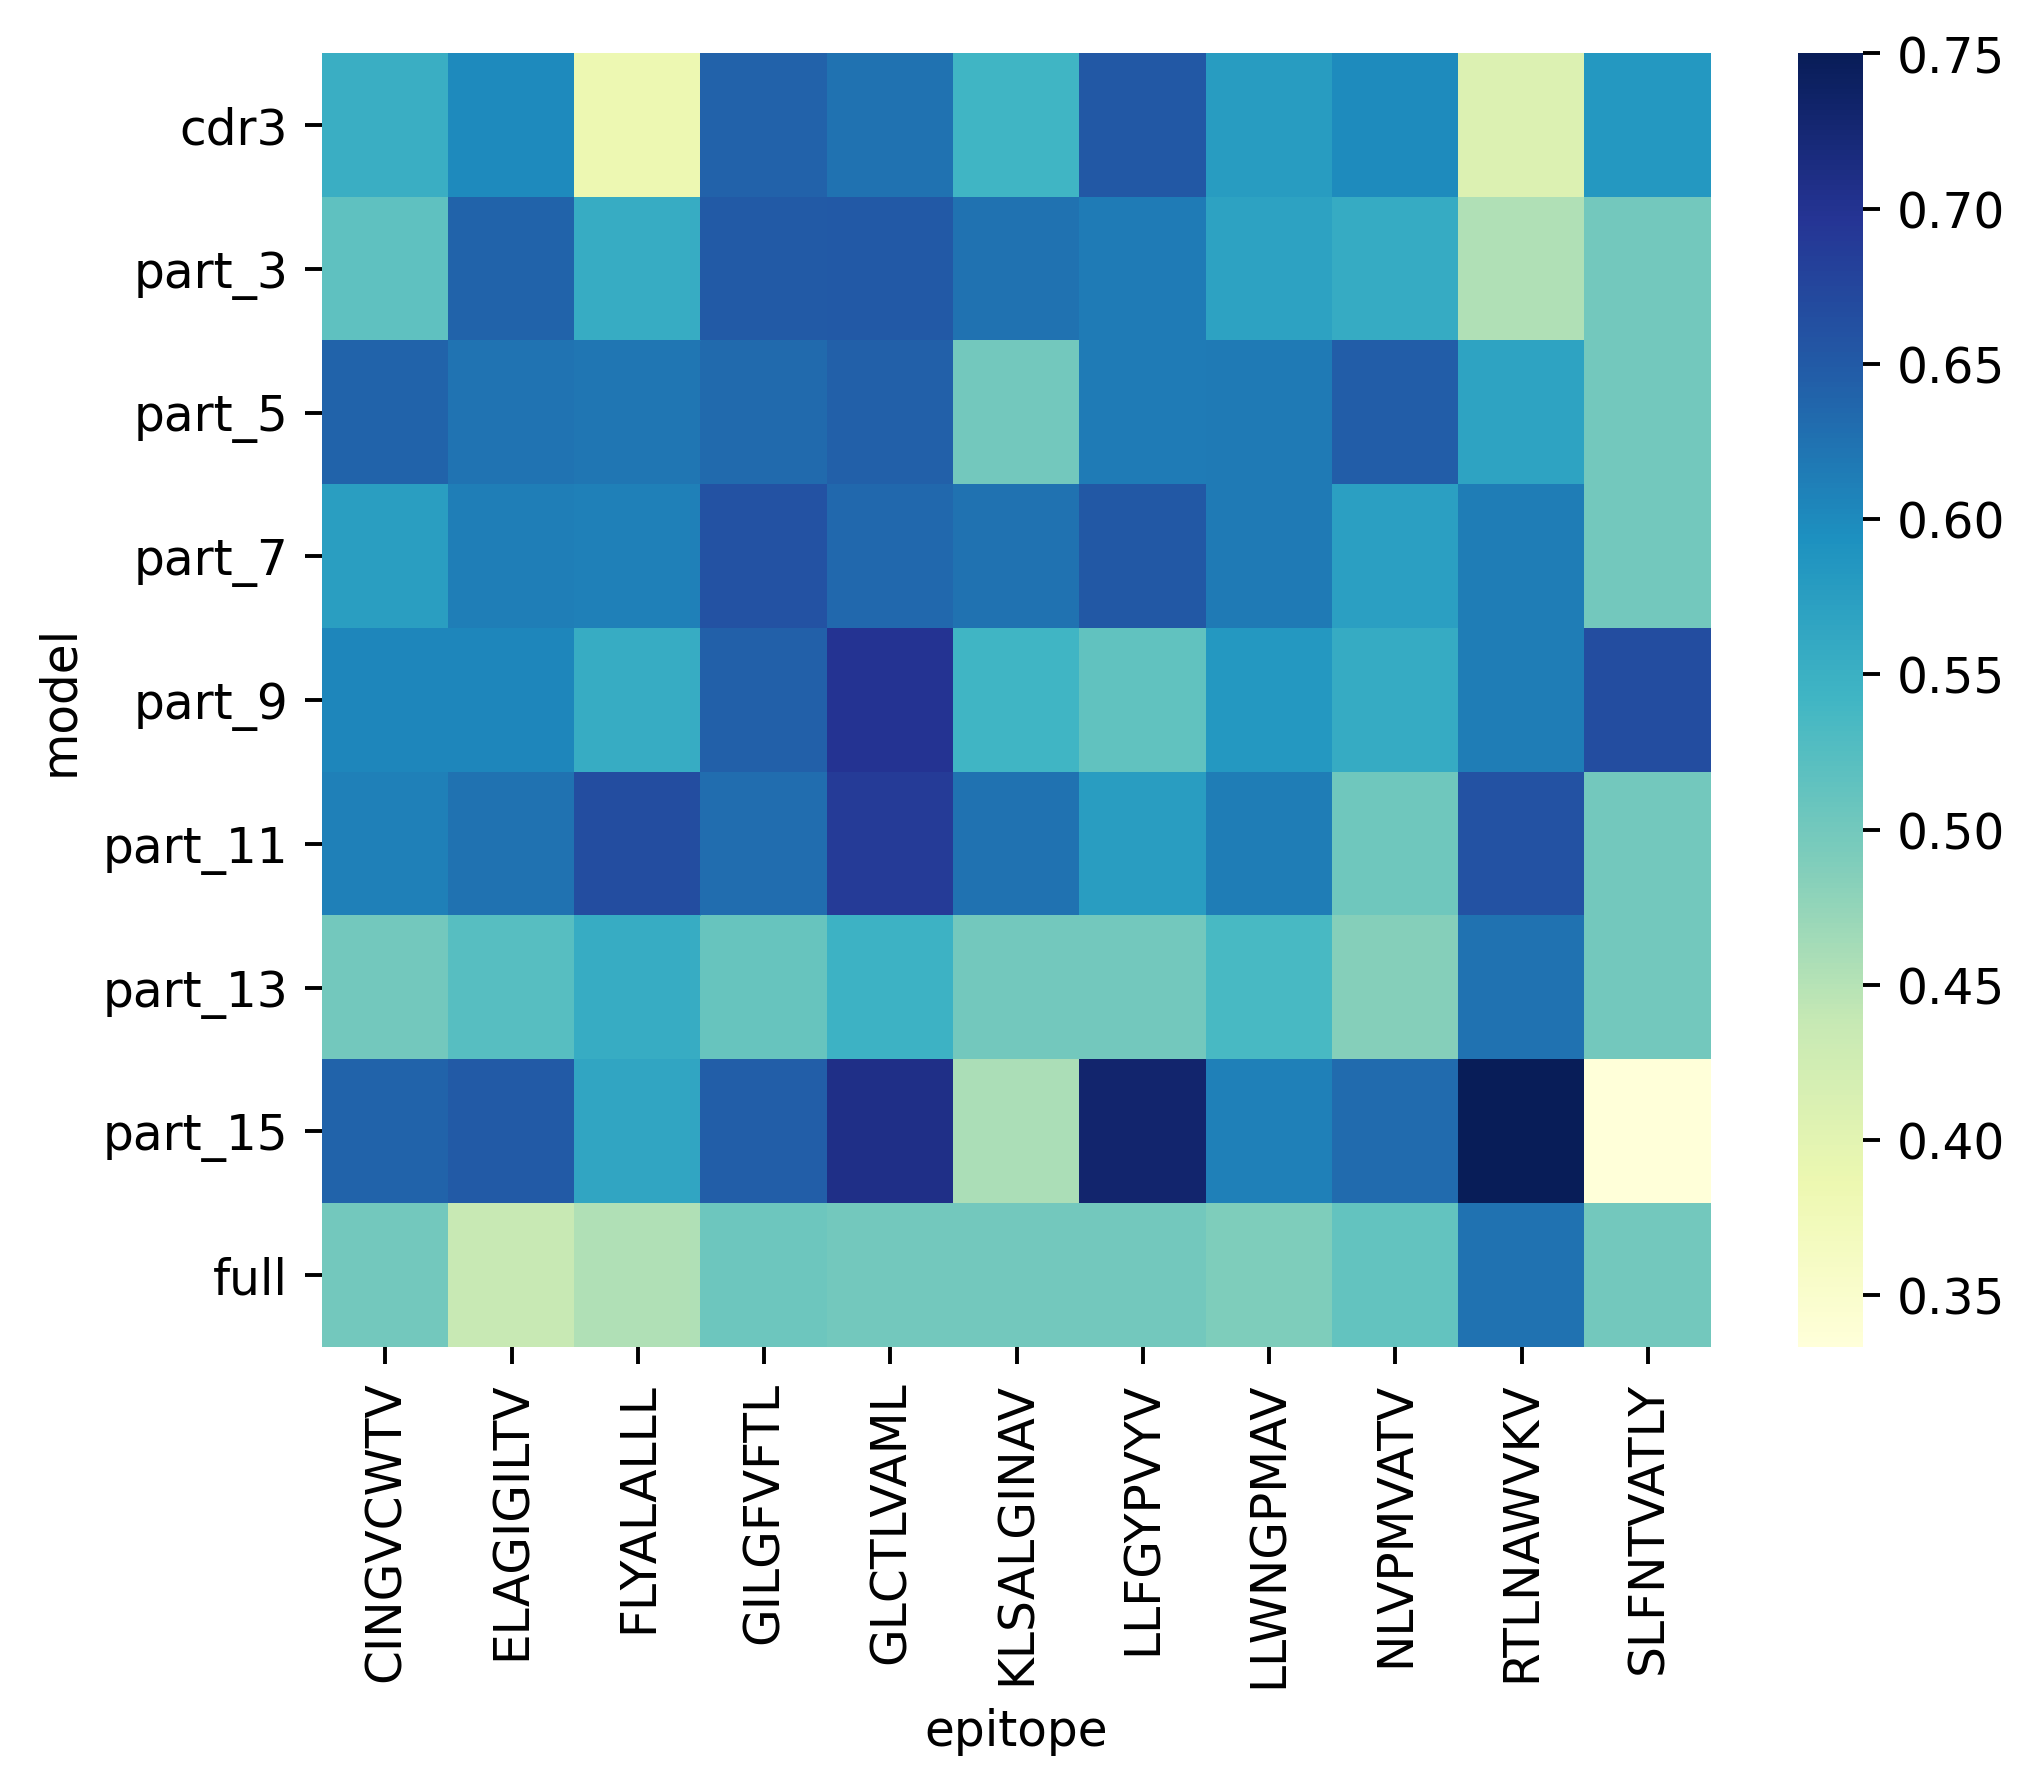 cdr3
part_3
part_5
part_7
part_9
part_11
part_13
part_15
full
model
CINGVCWTV
ELAGIGILTV
FLYALALLL
GILGFVFTL
GLCTLVAML
KLSALGINAV
LLFGYPVYV
LLWNGPMAV
NLVPMVATV
RTLNAWVKV
SLFNTVATLY
epitope
0.75
0.70
0.65
0.60
0.55
0.50
0.45
0.40
0.35